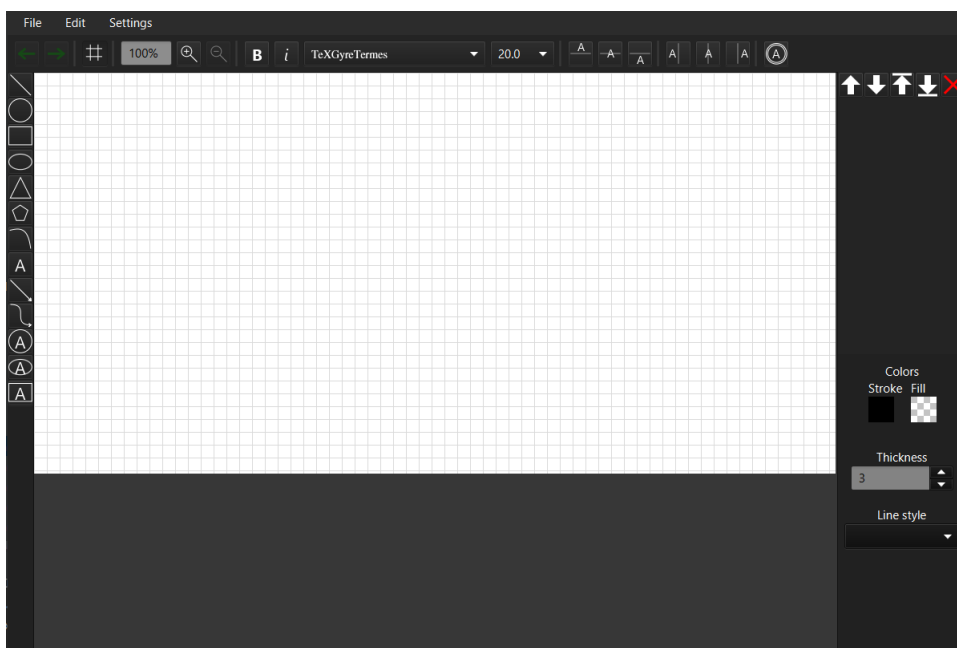 File Edit Settings
100% B i TeXGyreTermes 20.0 A A A A A A A
A
A
A
A
Colors
Stroke Fill
Thickness
3
Line style